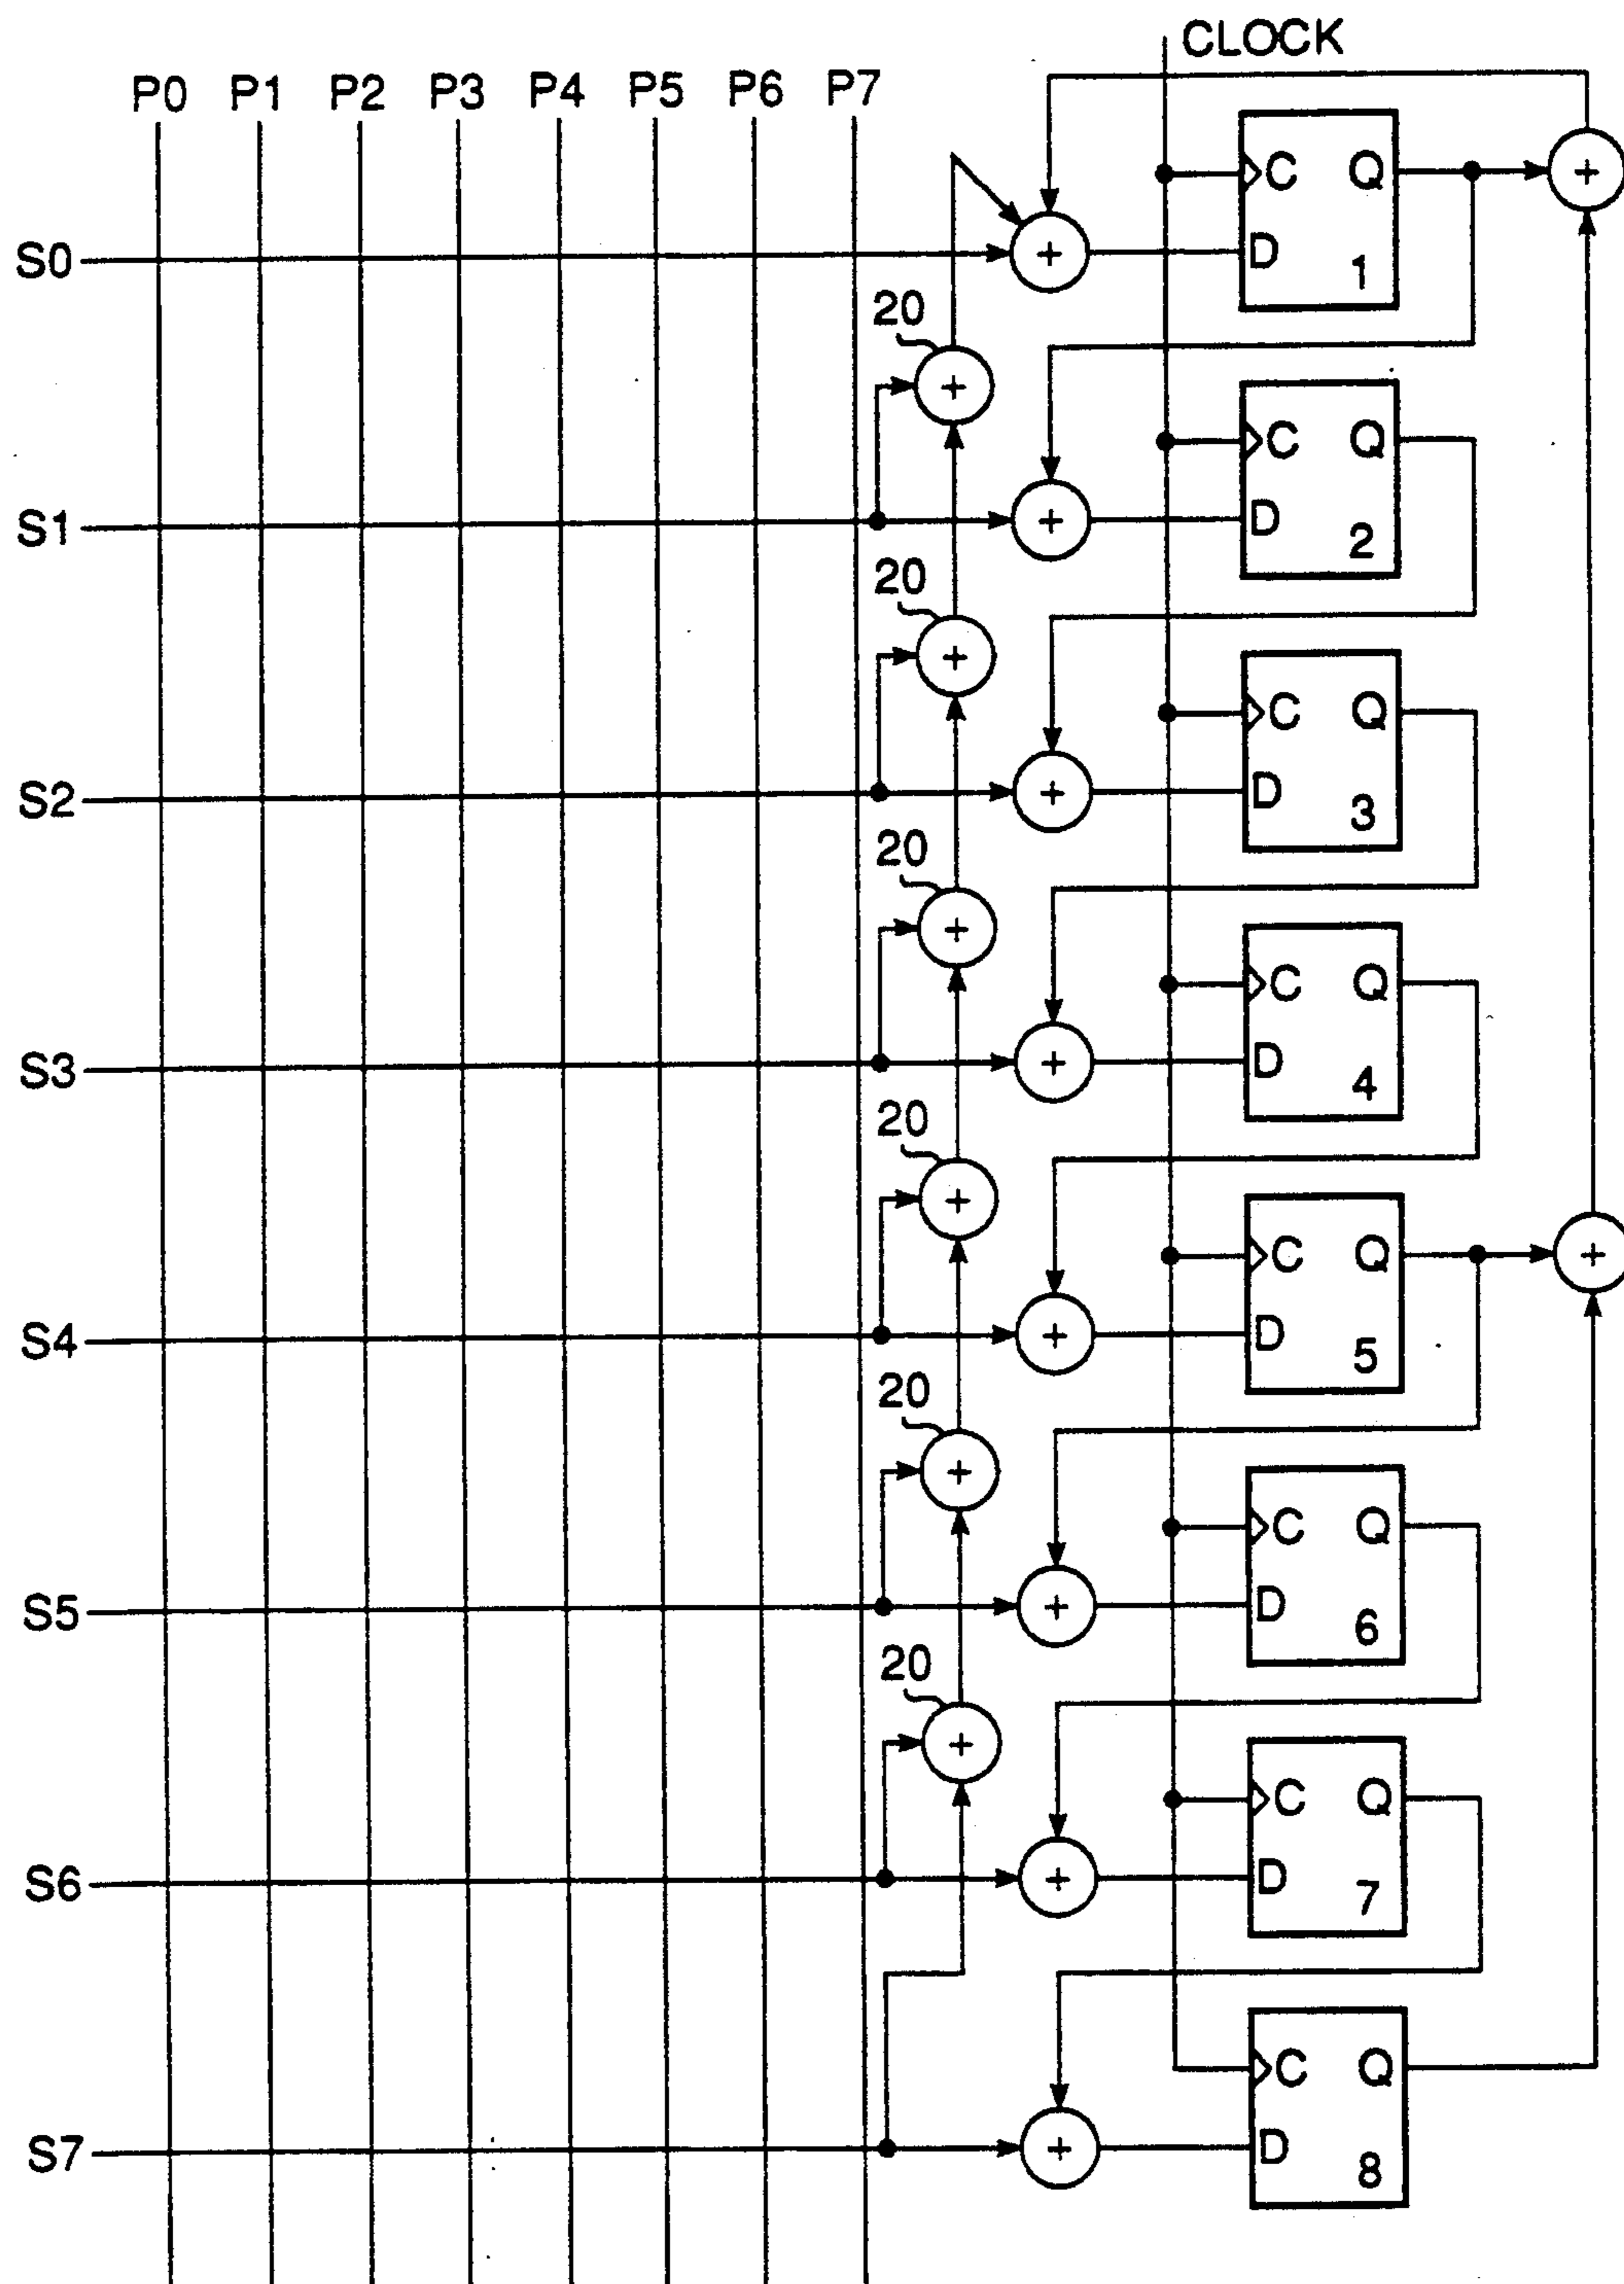 CLOCK
P0 P1 P2 P3 P4 P5 P6 P7
C Q
+
S0
+
D
1
20
+
C Q
S1
+
D
2
20
+
C Q
S2
+
D
3
20
+
C Q
S3
+
D
4
20
+
C Q
+
S4
+
D
5
20
+
C Q
S5
+
D
6
20
+
C Q
S6
+
D
7
C Q
S7
+
D
8